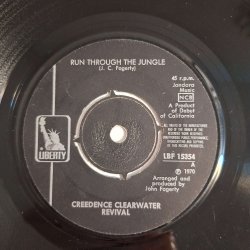 RUN THROUGH THE JUNGLE
(J. C. Fogerty)
45 r.p.m.
Jondora
Music
NCB
A Product
of Debut
of California
LIBERTY
LBF 15354
A
℗ 1970
Arranged and
produced by
John Fogerty
CREEDENCE CLEARWATER
REVIVAL